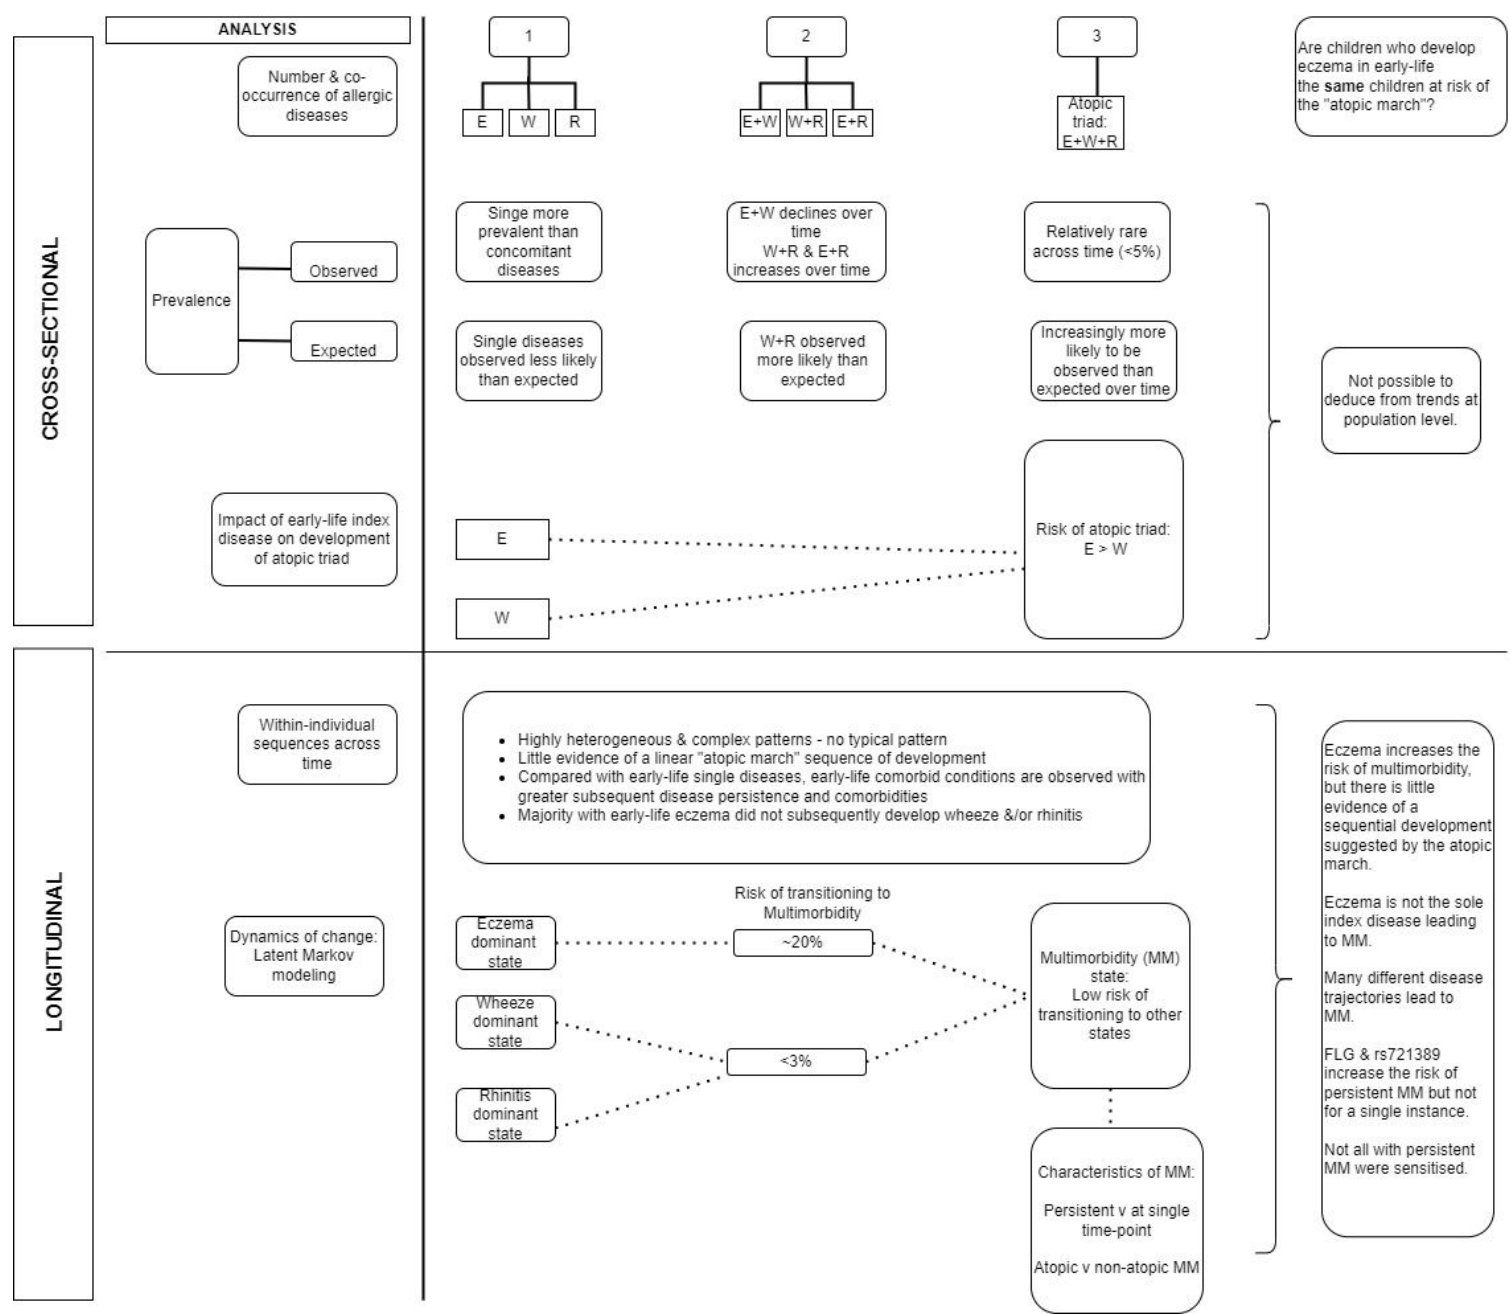 ANALYSIS
1
2
3
Number & co-
occurrence of allergic
diseases
E
W
R
E+W
W+R
E+R
Atopic
triad:
E+W+R
Are children who develop
eczema in early-life
the same children at risk of
the "atopic march"?
CROSS-SECTIONAL
Prevalence
Observed
Expected
Singe more
prevalent than
concomitant
diseases
E+W declines over
time
W+R & E+R
increases over time
Relatively rare
across time (<5%)
Single diseases
observed less likely
than expected
W+R observed
more likely than
expected
Increasingly more
likely to be
observed than
expected over time
Not possible to
deduce from trends at
population level.
Impact of early-life index
disease on development
of atopic triad
E
W
Risk of atopic triad:
E > W
LONGITUDINAL
Within-individual
sequences across
time
• Highly heterogeneous & complex patterns - no typical pattern
• Little evidence of a linear "atopic march" sequence of development
• Compared with early-life single diseases, early-life comorbid conditions are observed with
greater subsequent disease persistence and comorbidities
• Majority with early-life eczema did not subsequently develop wheeze &/or rhinitis
Dynamics of change:
Latent Markov
modeling
Risk of transitioning to
Multimorbidity
Eczema
dominant
state
~20%
Wheeze
dominant
state
<3%
Rhinitis
dominant
state
Multimorbidity (MM)
state:
Low risk of
transitioning to other
states
Characteristics of MM:
Persistent v at single
time-point
Atopic v non-atopic MM
Eczema increases the
risk of multimorbidity,
but there is little
evidence of a
sequential development
suggested by the atopic
march.
Eczema is not the sole
index disease leading
to MM.
Many different disease
trajectories lead to
MM.
FLG & rs721389
increase the risk of
persistent MM but not
for a single instance.
Not all with persistent
MM were sensitised.